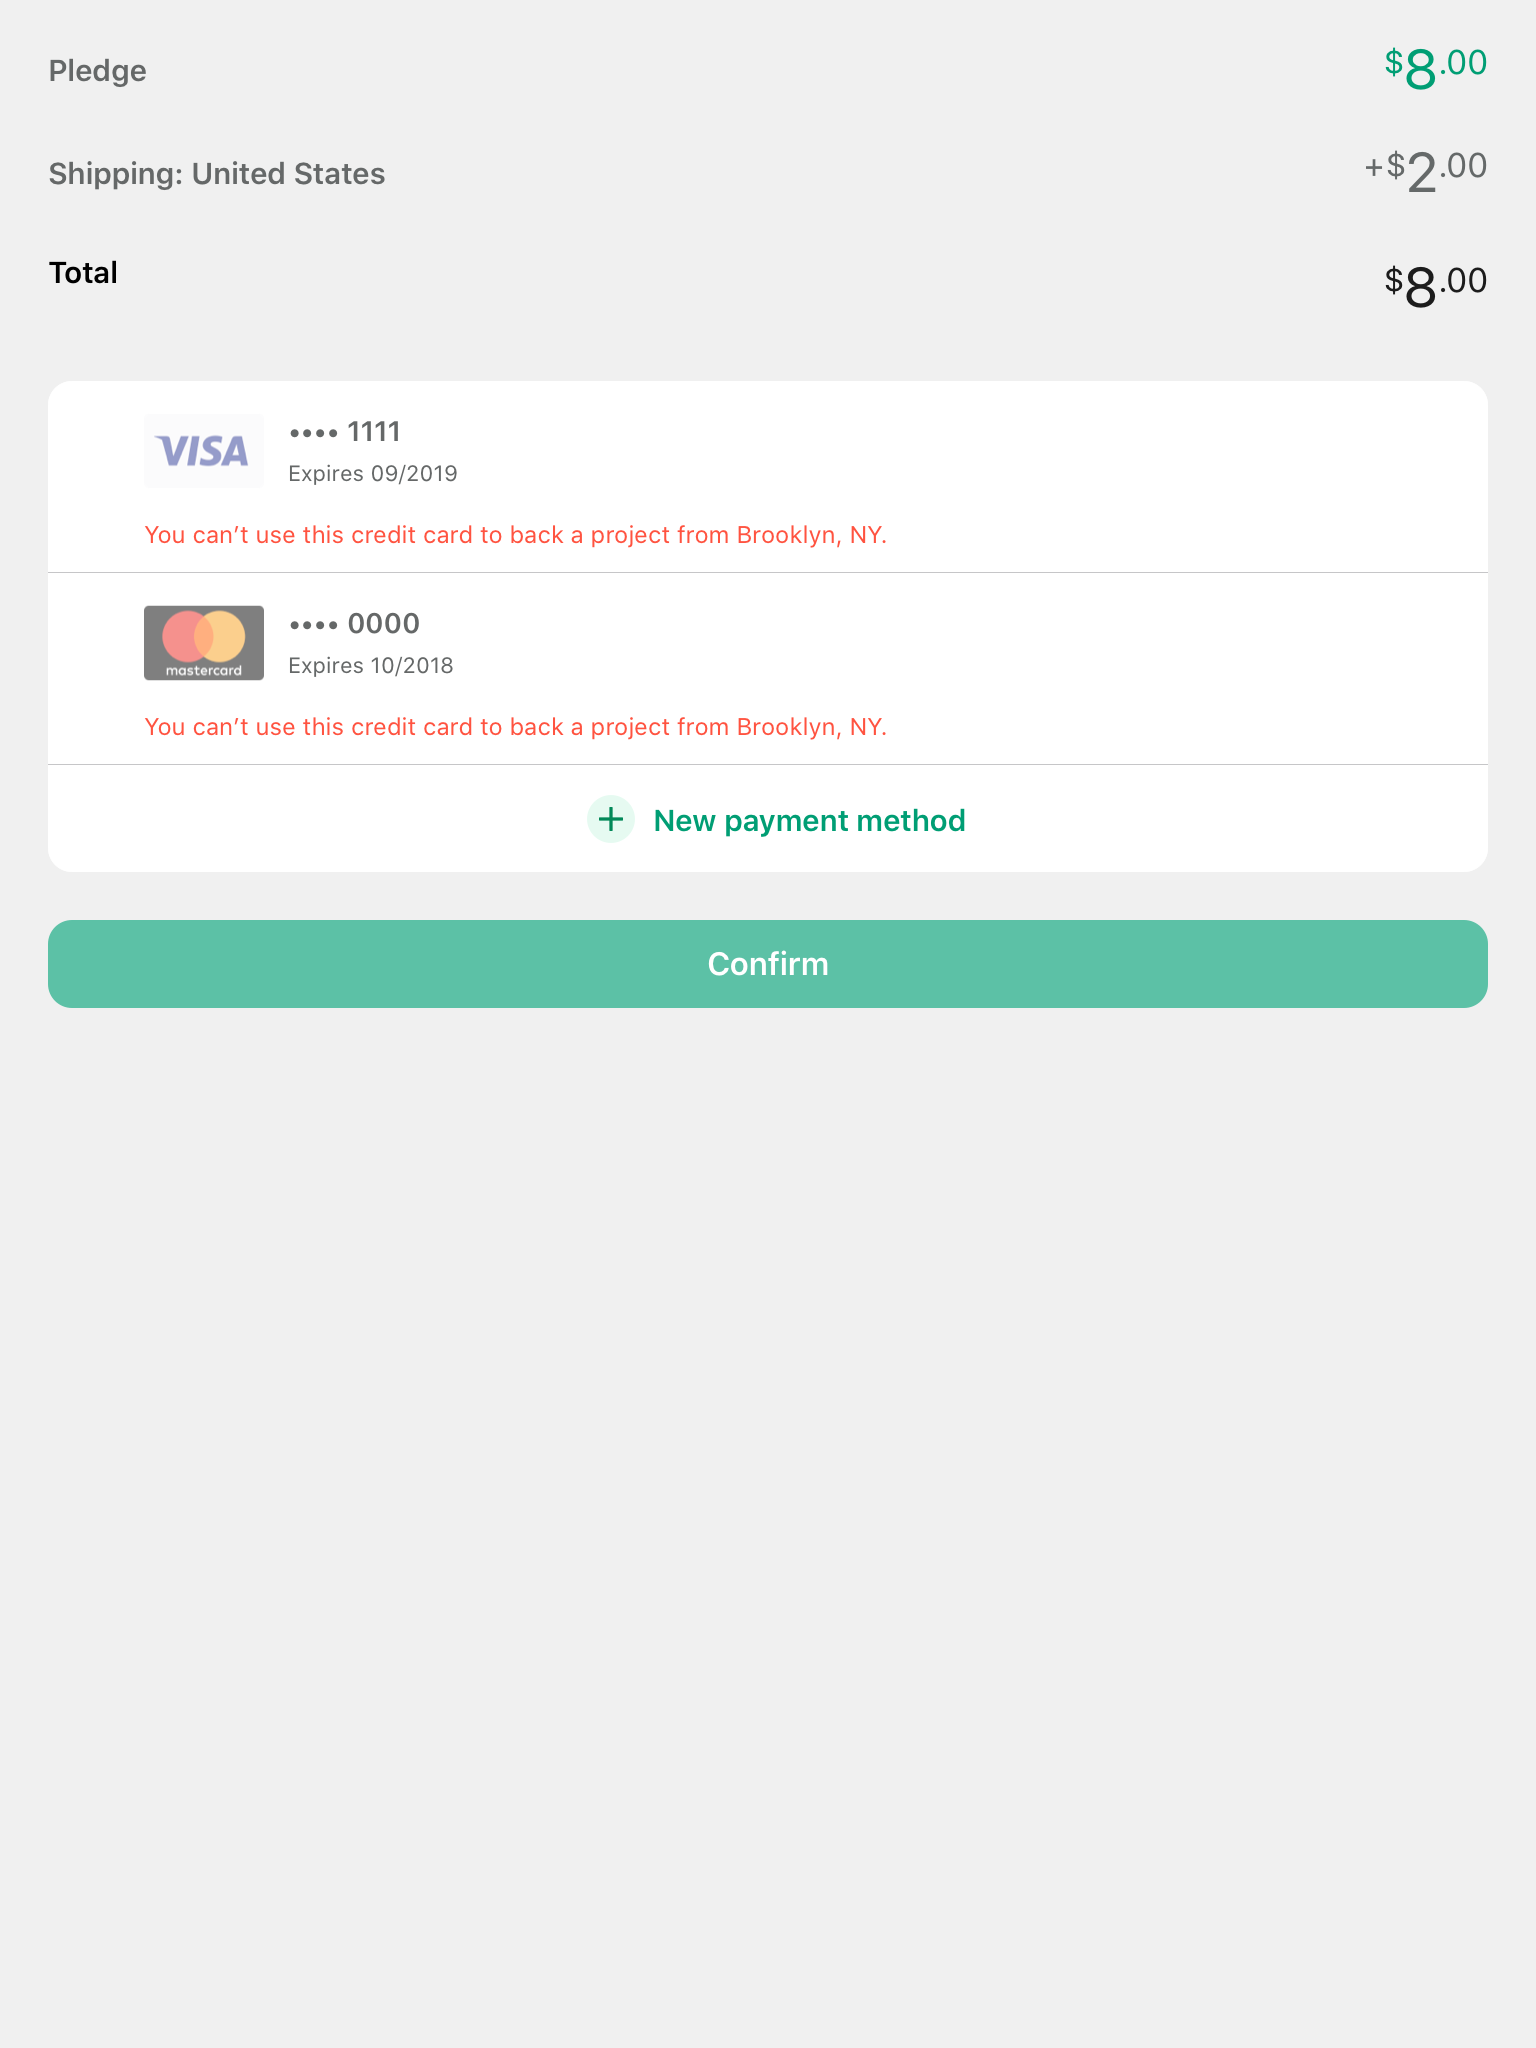 Pledge $8.00
Shipping: United States +$2.00
Total $8.00
VISA •••• 1111
Expires 09/2019
You can’t use this credit card to back a project from Brooklyn, NY.
•••• 0000
mastercard Expires 10/2018
You can’t use this credit card to back a project from Brooklyn, NY.
+ New payment method
Confirm